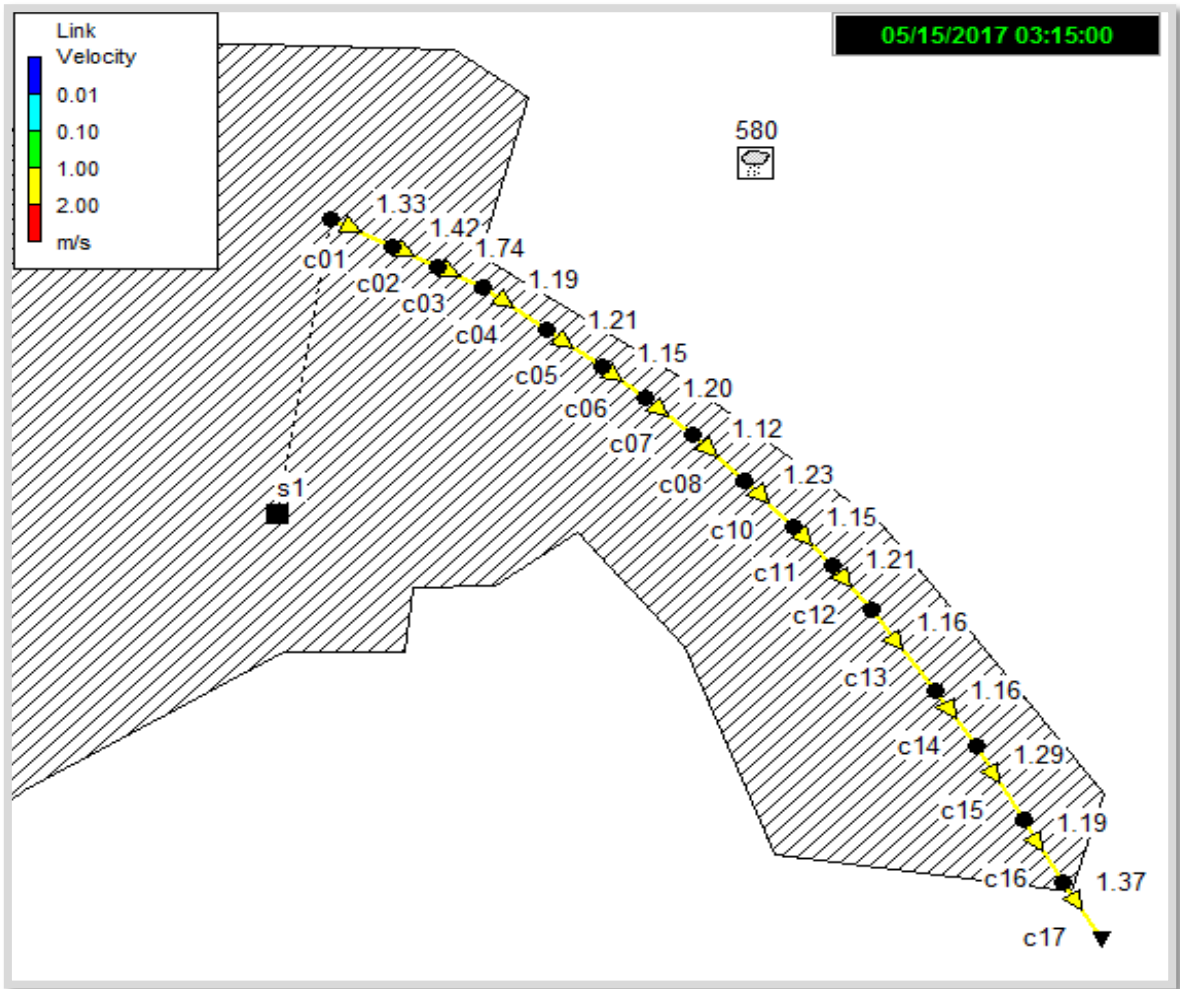 Link
Velocity
0.01
0.10
1.00
2.00
m/s
05/15/2017 03:15:00
580
1.33
c01
1.42
c02
1.74
c03
1.19
c04
1.21
c05
1.15
c06
1.20
c07
1.12
c08
s1
1.23
c10
1.15
c11
1.21
c12
1.16
c13
1.16
c14
1.29
c15
1.19
c16
1.37
c17